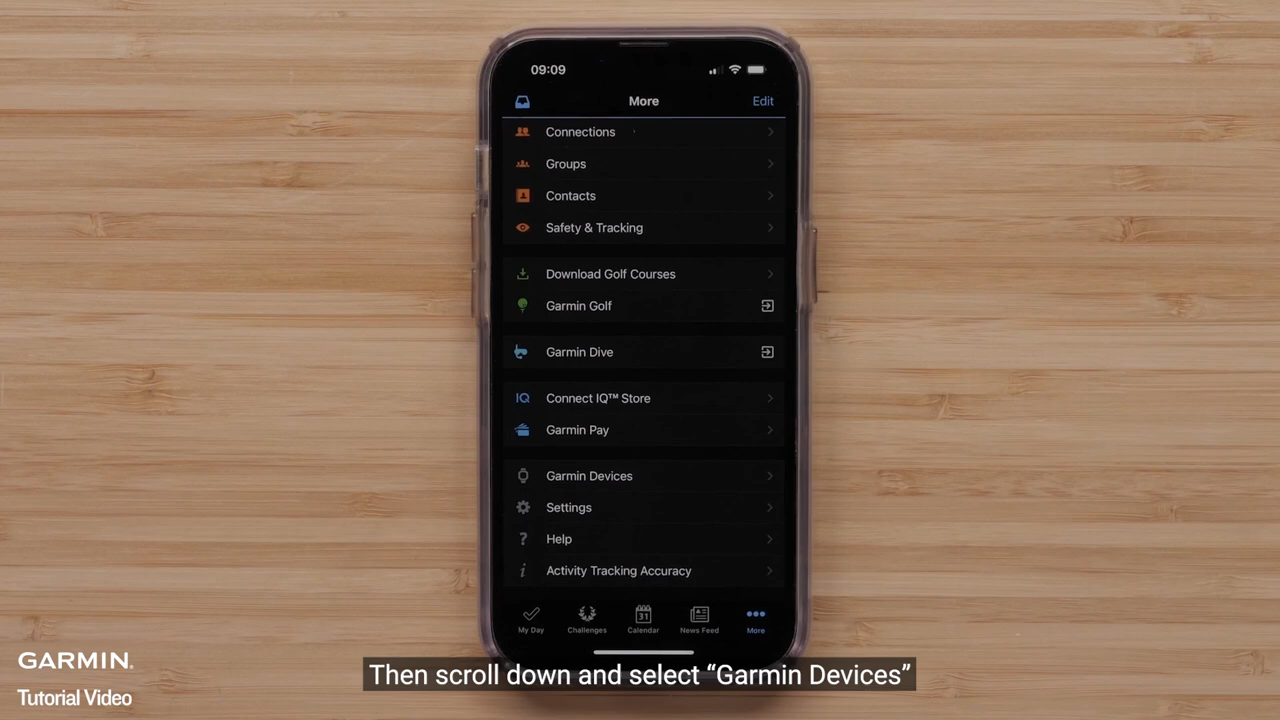 09:09
More
Edit
Connections
Groups
Contacts
Safety & Tracking
Download Golf Courses
Garmin Golf
Garmin Dive
IQ Connect IQ™ Store
Garmin Pay
Garmin Devices
Settings
? Help
i Activity Tracking Accuracy
31
My Day
Challenges
Calendar
News Feed
More
GARMIN.
Tutorial Video
Then scroll down and select “Garmin Devices”